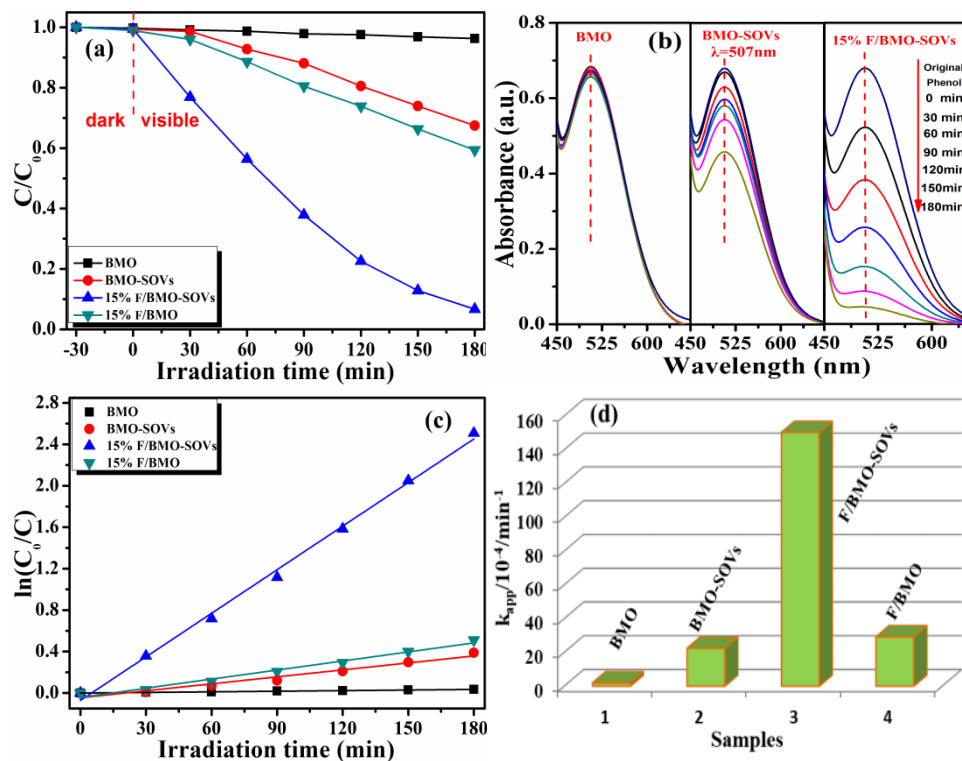 (a)
C/C₀
1.0
0.8
0.6
0.4
0.2
0.0
dark visible
BMO
BMO-SOVs
15% F/BMO-SOVs
15% F/BMO
-30 0 30 60 90 120 150 180
Irradiation time (min)
(b)
Absorbance (a.u.)
0.8
0.6
0.4
0.2
0.0
BMO
BMO-SOVs
λ=507nm
15% F/BMO-SOVs
Original
Phenol
0 min
30 min
60 min
90 min
120min
150min
180min
450 525 600 450 525 600 450 525 600
Wavelength (nm)
(c)
ln(C₀/C)
2.8
2.4
2.0
1.6
1.2
0.8
0.4
0.0
BMO
BMO-SOVs
15% F/BMO-SOVs
15% F/BMO
0 30 60 90 120 150 180
Irradiation time (min)
(d)
kapp/10⁻⁴/min⁻¹
160
140
120
100
80
60
40
20
0
BMO
BMO-SOVs
F/BMO-SOVs
F/BMO
1 2 3 4
Samples